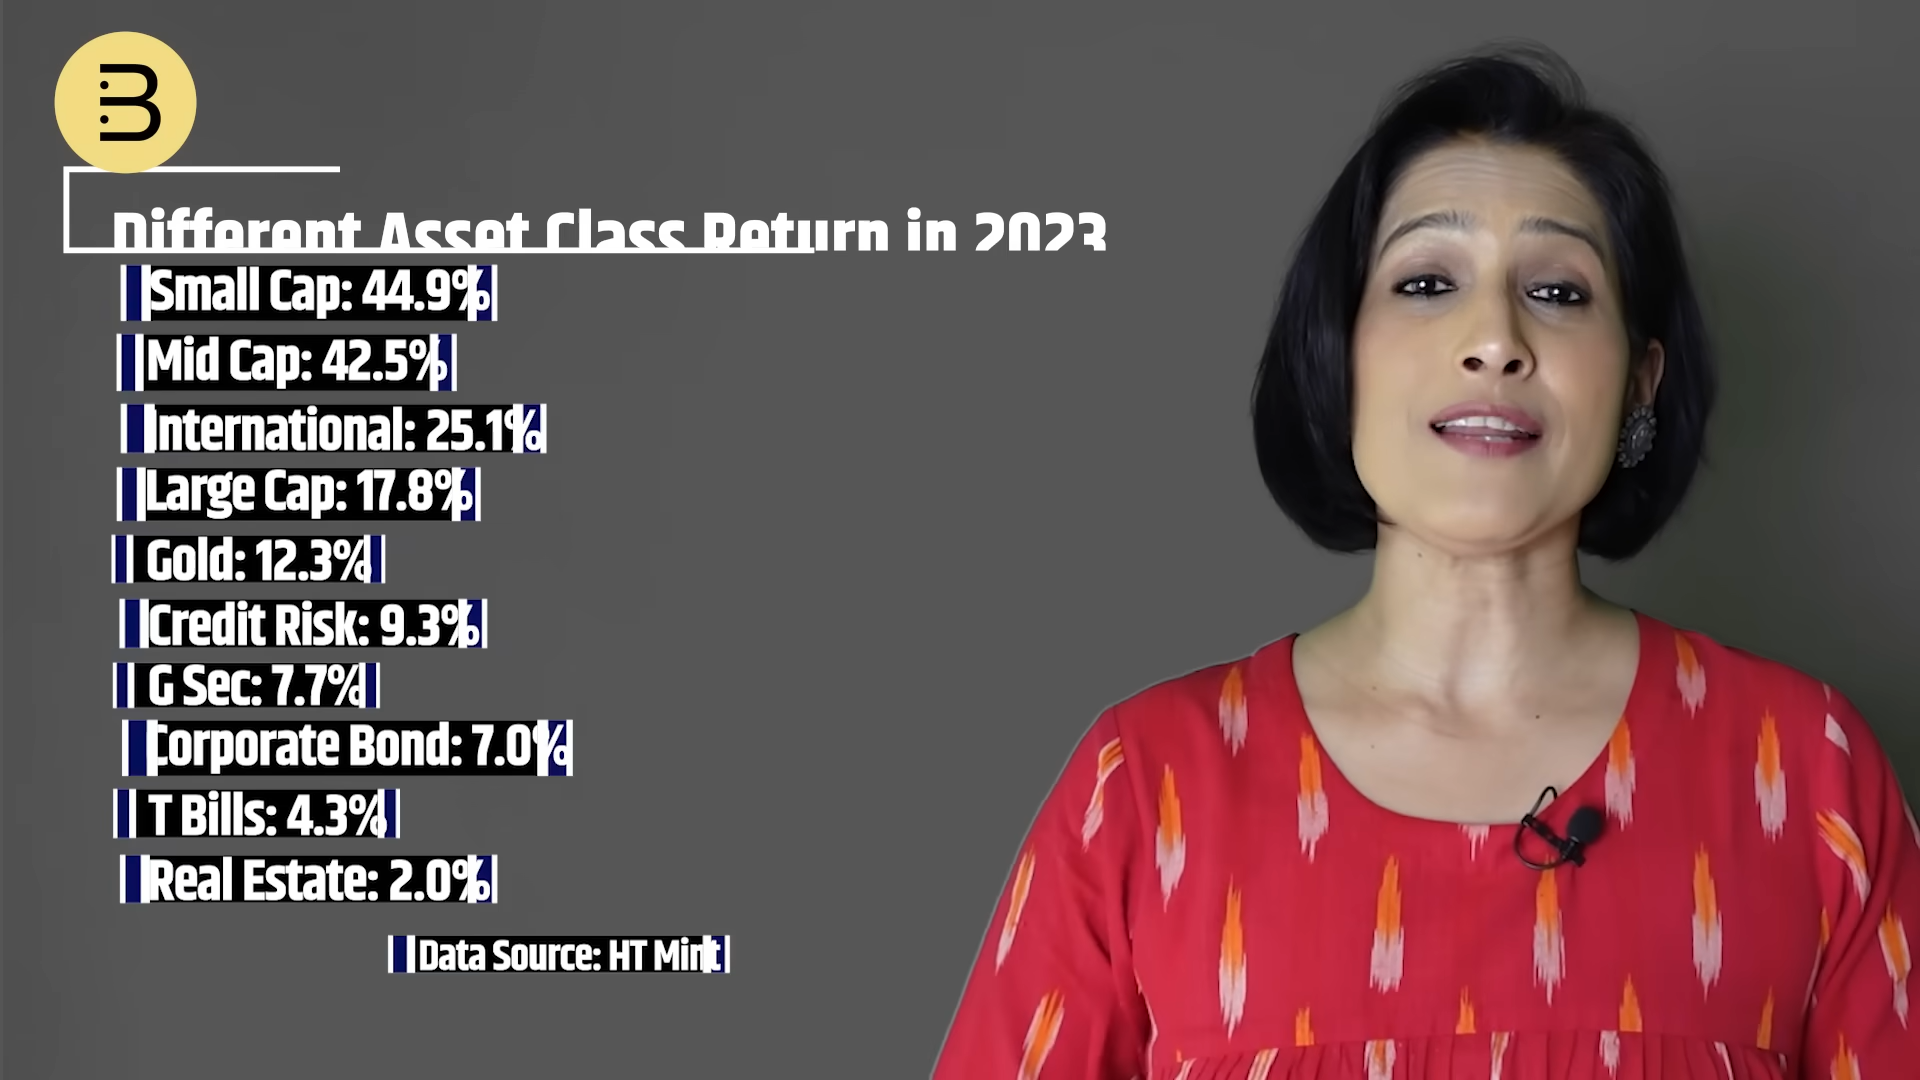 B
Different Asset Class Return in 2023
Small Cap: 44.9%
Mid Cap: 42.5%
International: 25.1%
Large Cap: 17.8%
Gold: 12.3%
Credit Risk: 9.3%
G Sec: 7.7%
Corporate Bond: 7.0%
T Bills: 4.3%
Real Estate: 2.0%
Data Source: HT Mint